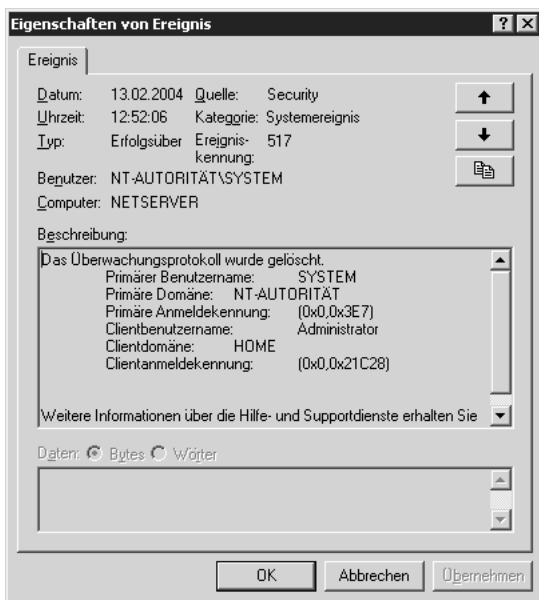 Eigenschaften von Ereignis
Ereignis
Datum: 13.02.2004 Quelle: Security
Uhrzeit: 12:52:06 Kategorie: Systemereignis
Typ: Erfolgsüber Ereignis-kennung: 517
Benutzer: NT-AUTORITÄT\SYSTEM
Computer: NETSERVER
Beschreibung:
Das Überwachungsprotokoll wurde gelöscht.
Primärer Benutzername: SYSTEM
Primäre Domäne: NT-AUTORITÄT
Primäre Anmeldekennung: (0x0,0x3E7)
Clientbenutzername: Administrator
Clientdomäne: HOME
Clientanmeldekennung: (0x0,0x21C28)
Weitere Informationen über die Hilfe- und Supportdienste erhalten Sie
Daten: Bytes Wörter
OK Abbrechen Übernehmen